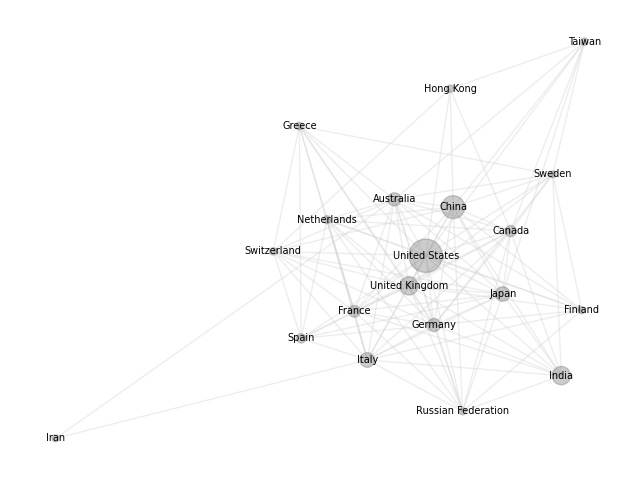 Taiwan
Hong Kong
Greece
Sweden
Australia
China
Netherlands
Canada
Switzerland
United States
United Kingdom
Japan
France
Finland
Germany
Spain
Italy
India
Russian Federation
Iran